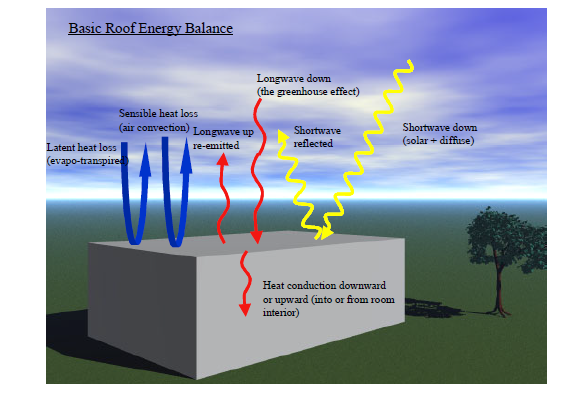 Basic Roof Energy Balance
Longwave down
(the greenhouse effect)
Sensible heat loss
(air convection)
Longwave up
re-emitted
Shortwave
reflected
Shortwave down
(solar + diffuse)
Latent heat loss
(evapo-transpired)
Heat conduction downward
or upward (into or from room
interior)